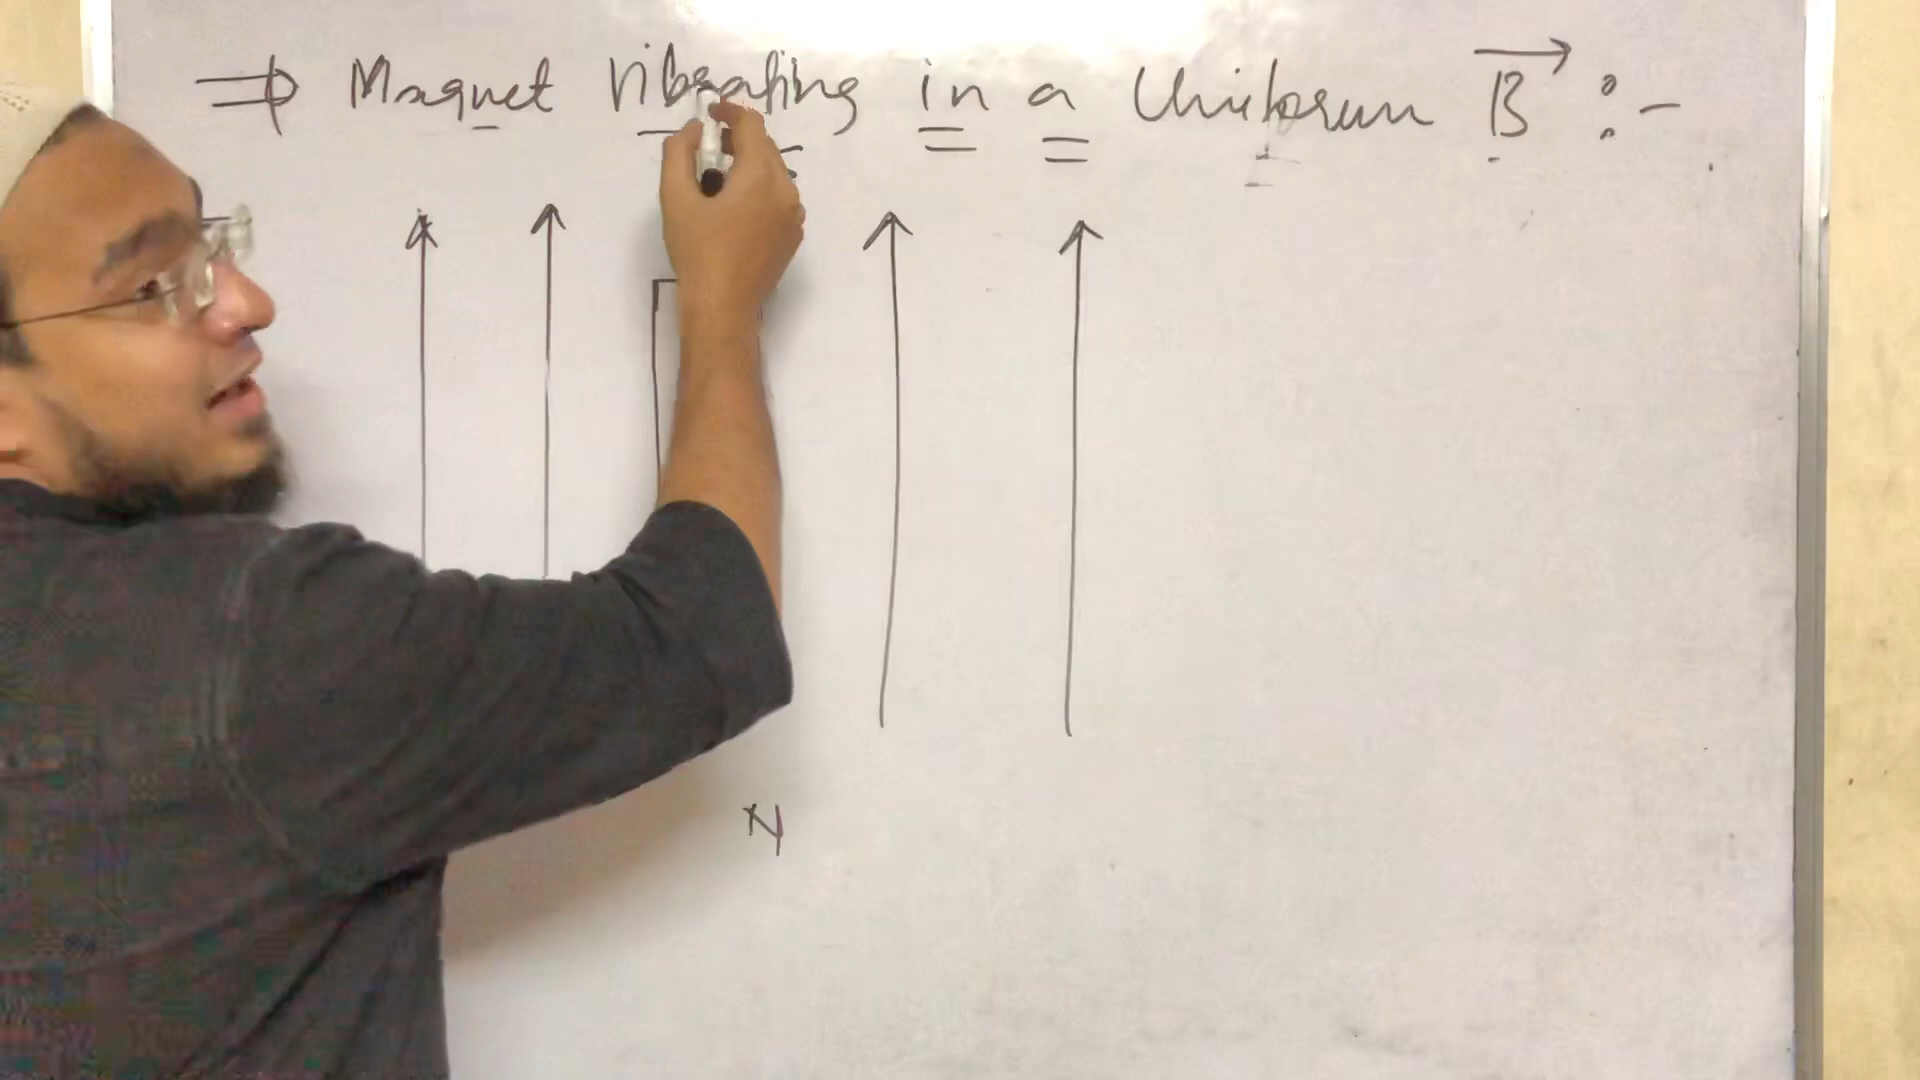 ⇒ Magnet vibrating in a Uniform B⃗ :-
N